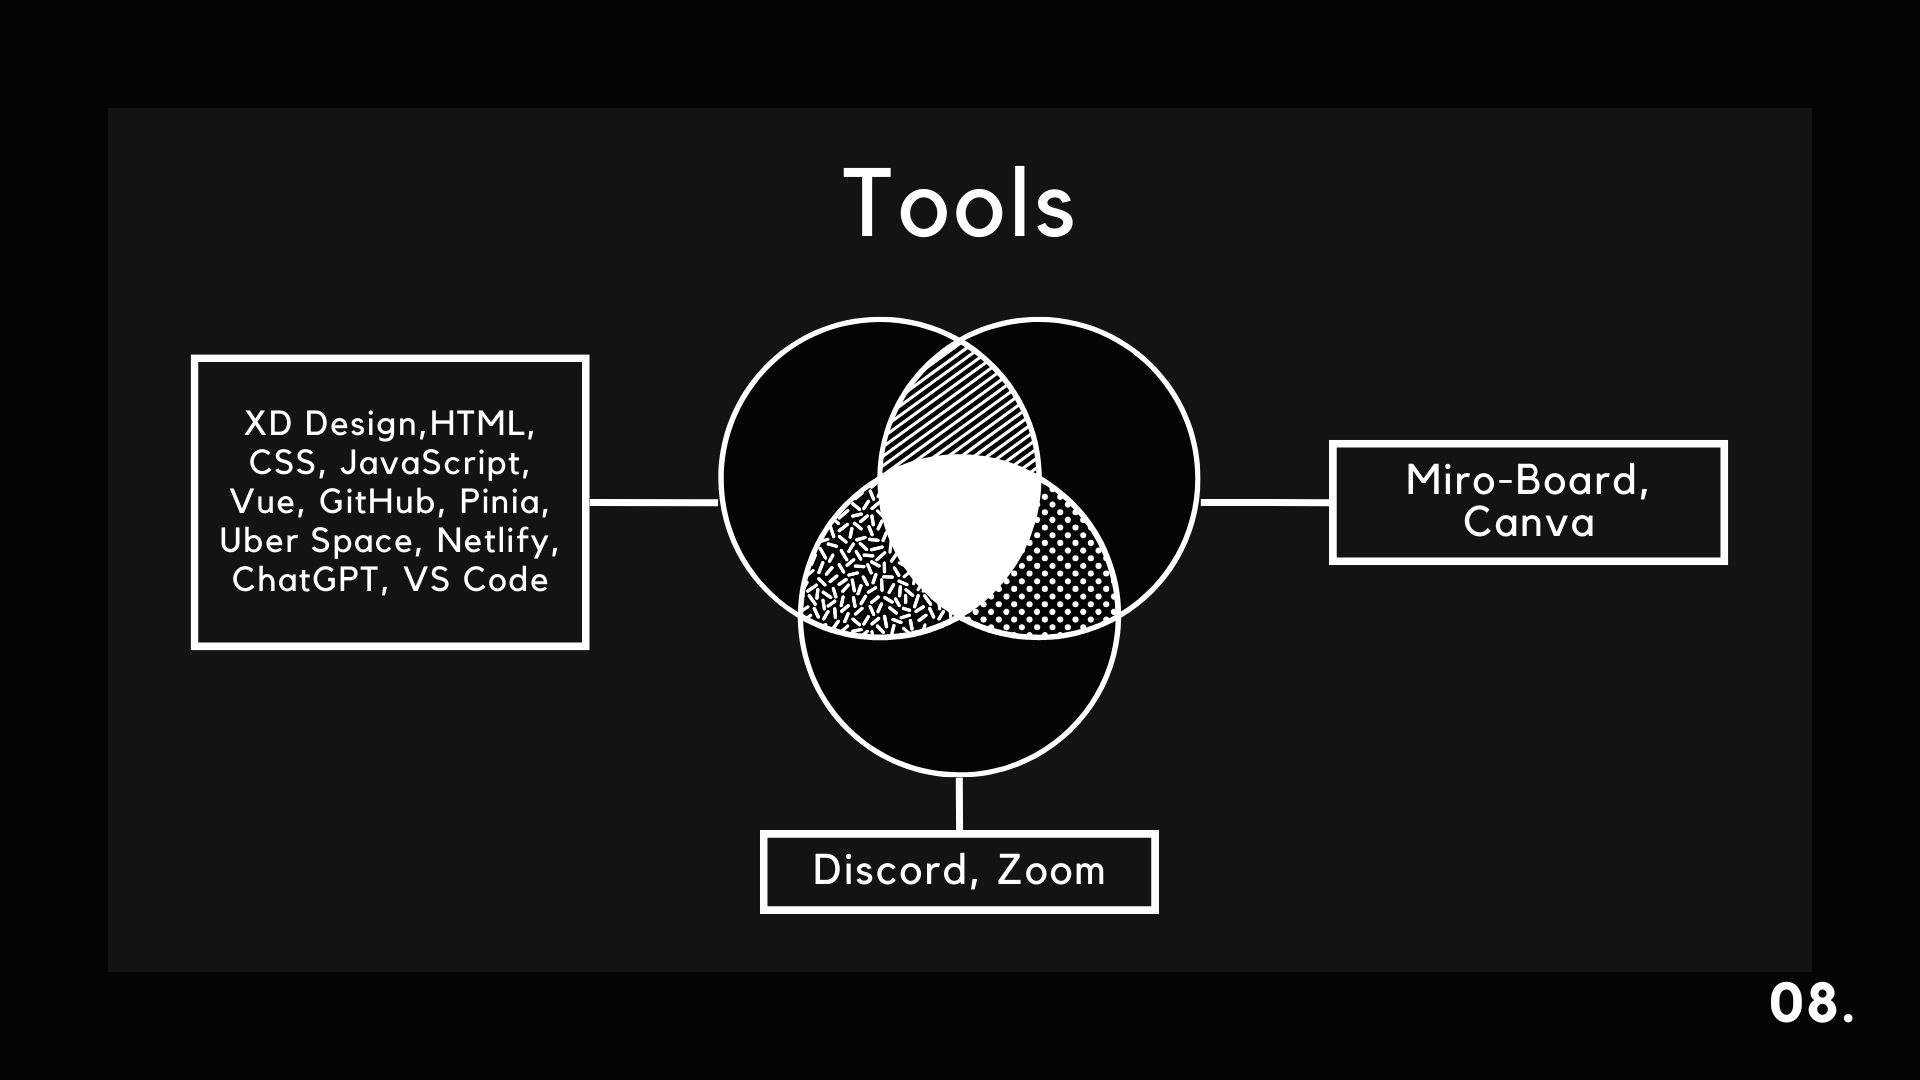 Tools
XD Design,HTML,
CSS, JavaScript,
Vue, GitHub, Pinia,
Uber Space, Netlify,
ChatGPT, VS Code
Miro-Board,
Canva
Discord, Zoom
08.